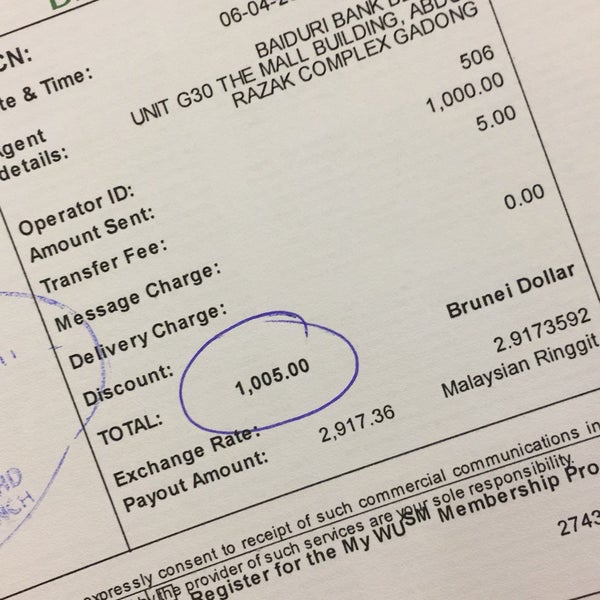 CN:
06-04-2
te & Time:
BAIDURI BANK B
UNIT G30 THE MALL BUILDING, ABDU
RAZAK COMPLEX GADONG
gent
details:
Operator ID: 506
Amount Sent: 1,000.00
Transfer Fee: 5.00
Message Charge:
Delivery Charge: 0.00
Discount:
TOTAL: 1,005.00 Brunei Dollar
Exchange Rate: 2.9173592
Payout Amount: 2,917.36 Malaysian Ringgit
expressly consent to receipt of such commercial communications in
the provider of such services are your sole responsibility.
Register for the My WU SM Membership Pro
2743